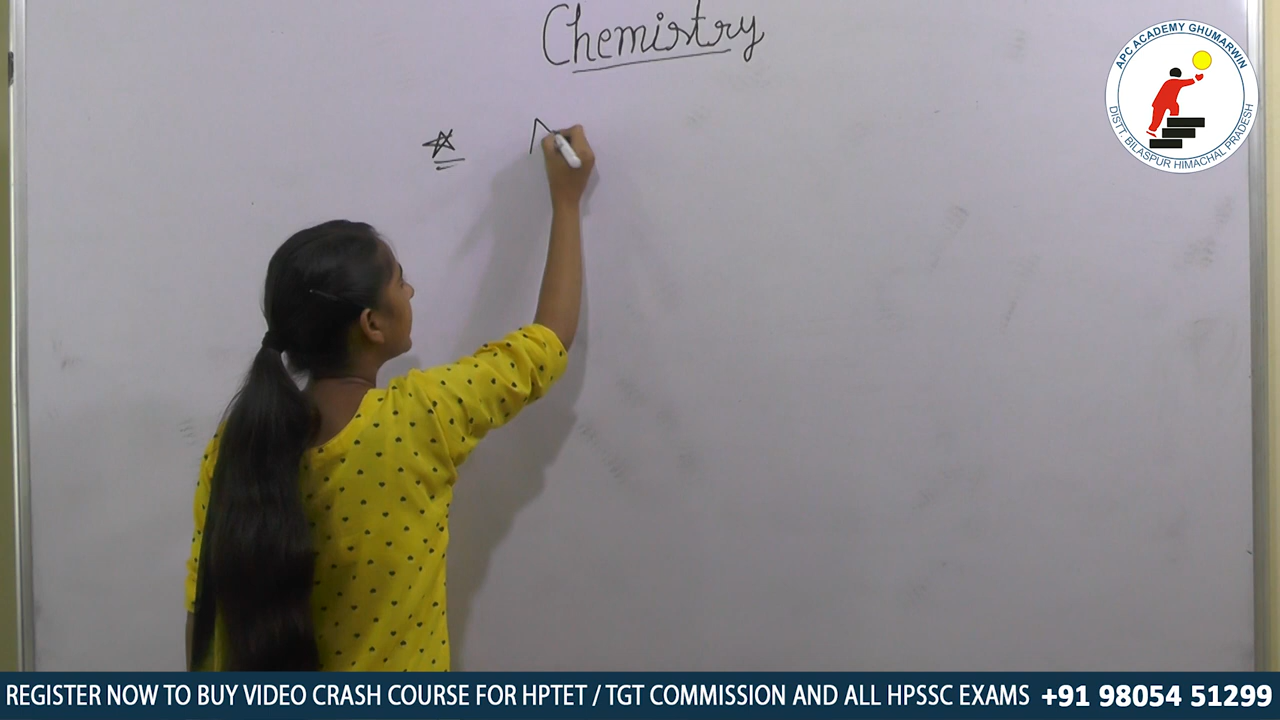 Chemistry
APC ACADEMY GHUMARWIN
DISTT. BILASPUR HIMACHAL PRADESH
REGISTER NOW TO BUY VIDEO CRASH COURSE FOR HPTET / TGT COMMISSION AND ALL HPSSC EXAMS +91 98054 51299